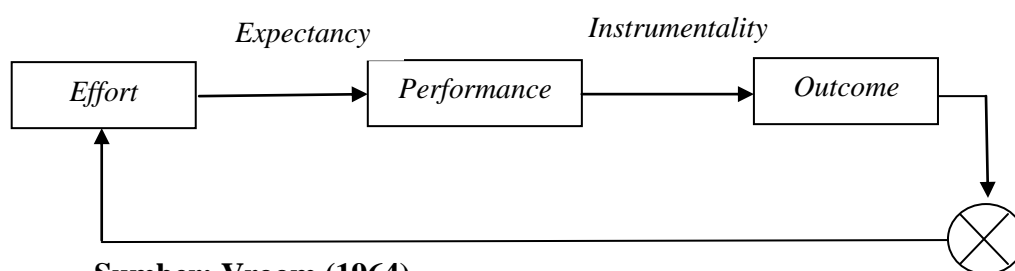 Expectancy
Instrumentality
Effort
Performance
Outcome
Sumber: Vroom (1964)